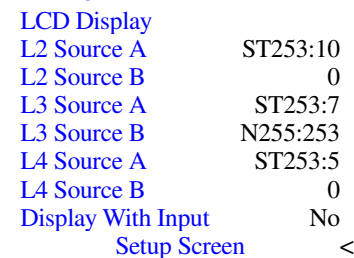 LCD Display
L2 Source A ST253:10
L2 Source B 0
L3 Source A ST253:7
L3 Source B N255:253
L4 Source A ST253:5
L4 Source B 0
Display With Input No
Setup Screen <